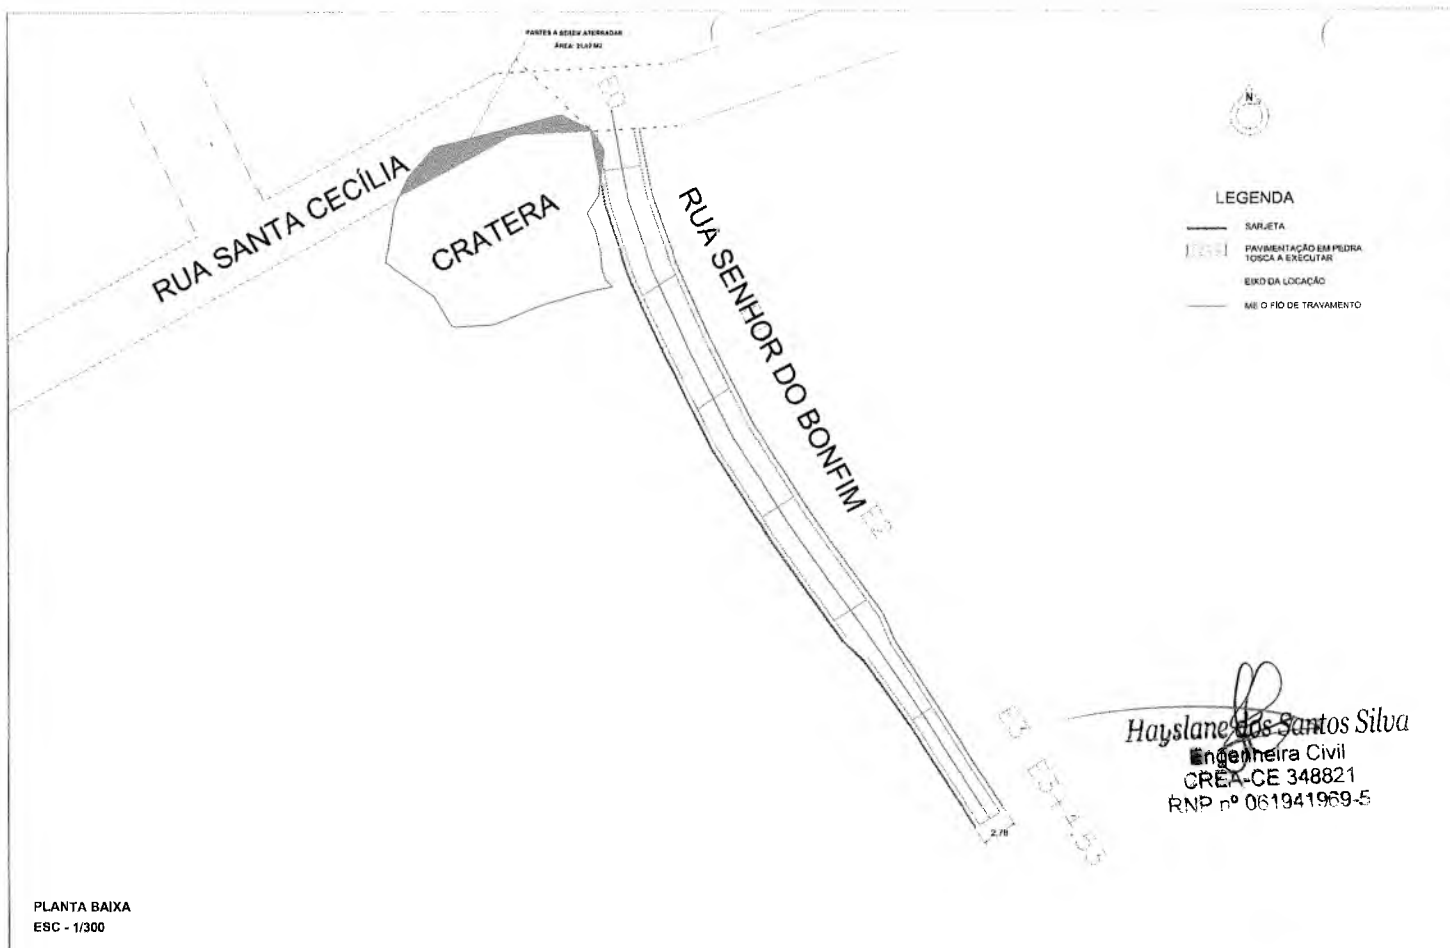 PARTES A SEREM ATERRADAS
N
RUA SANTA CECÍLIA
CRATERA
RUA SENHOR DO BONFIM
E0
E2
E3
E3+4,53
2,78
LEGENDA
SARJETA
PAVIMENTAÇÃO EM PEDRA
TOSCA A EXECUTAR
EIXO DA LOCAÇÃO
MEIO FIO DE TRAVAMENTO
Hayslane dos Santos Silva
Engenheira Civil
CREA-CE 348821
RNP nº 061941969-5
PLANTA BAIXA
ESC - 1/300